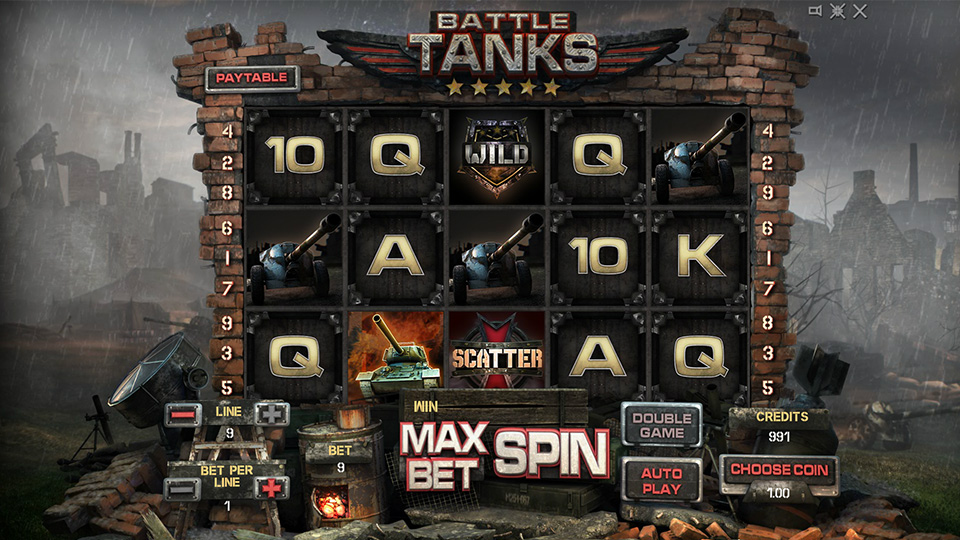 BATTLE
TANKS
PAYTABLE
4
10
Q
WILD
Q
4
2
2
8
9
6
6
1
A
10
K
1
7
7
9
8
3
Q
SCATTER
A
Q
3
5
5
LINE
9
BET PER
LINE
1
BET
9
WIN
MAX
BET
SPIN
DOUBLE
GAME
AUTO
PLAY
CREDITS
991
CHOOSE COIN
1.00